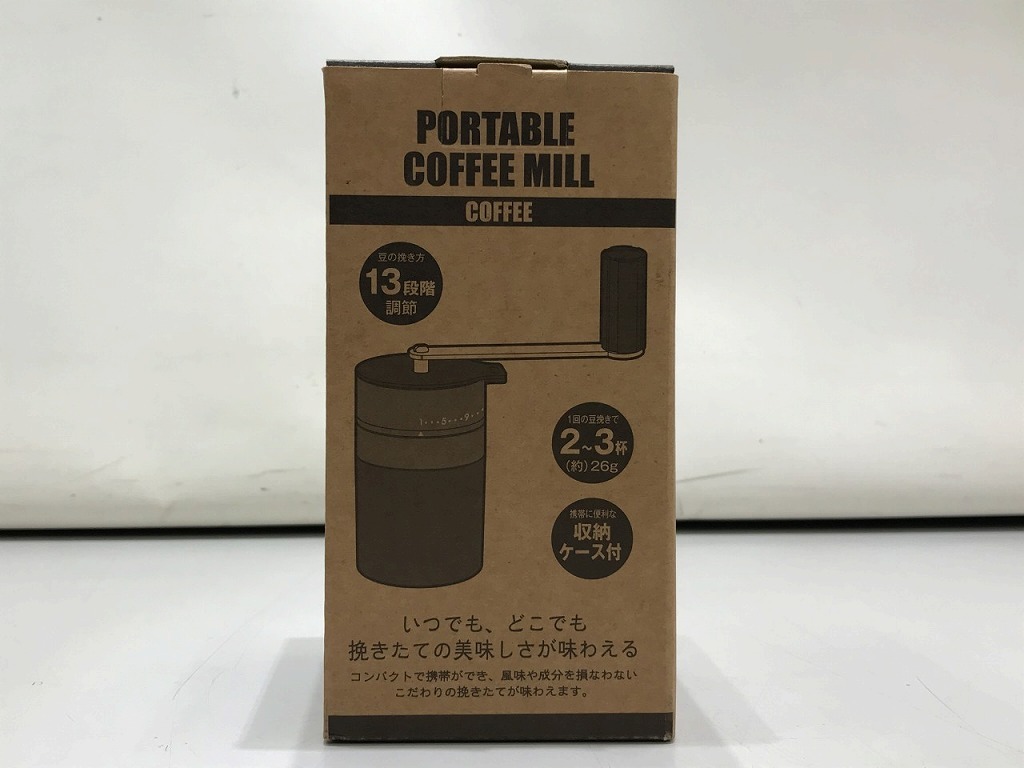 PORTABLE
COFFEE MILL
COFFEE
豆の挽き方
13段階
調節
1・・・5・・・9・・・
1回の豆挽きで
2~3杯
(約)26g
携帯に便利な
収納
ケース付
いつでも、どこでも
挽きたての美味しさが味わえる
コンパクトで携帯ができ、風味や成分を損なわない
こだわりの挽きたてが味わえます。